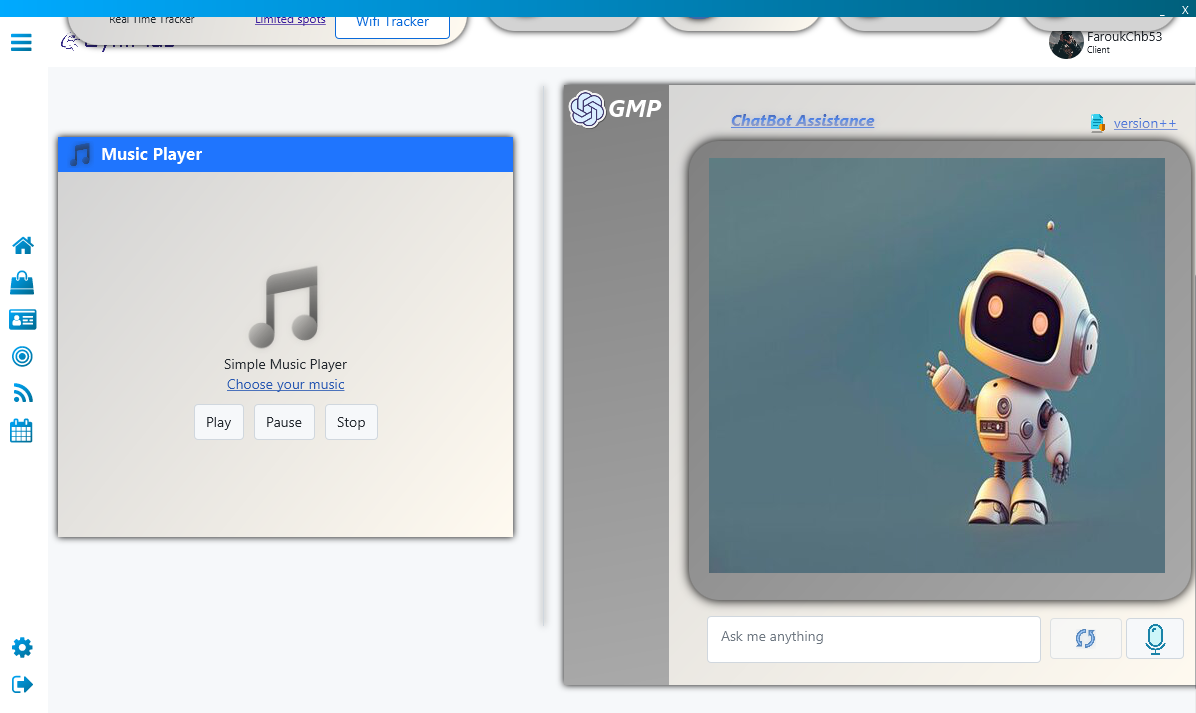 Real Time Tracker
Limited spots
Wifi Tracker
_ X
FaroukChb53
Client
Music Player
Simple Music Player
Choose your music
Play
Pause
Stop
GMP
ChatBot Assistance
version++
Ask me anything